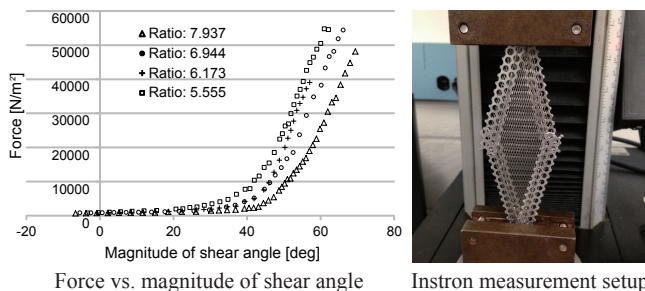 60000
50000
40000
30000
20000
10000
0
Force [N/m²]
Ratio: 7.937
Ratio: 6.944
Ratio: 6.173
Ratio: 5.555
-20 0 20 40 60 80
Magnitude of shear angle [deg]
Force vs. magnitude of shear angle
Instron measurement setup